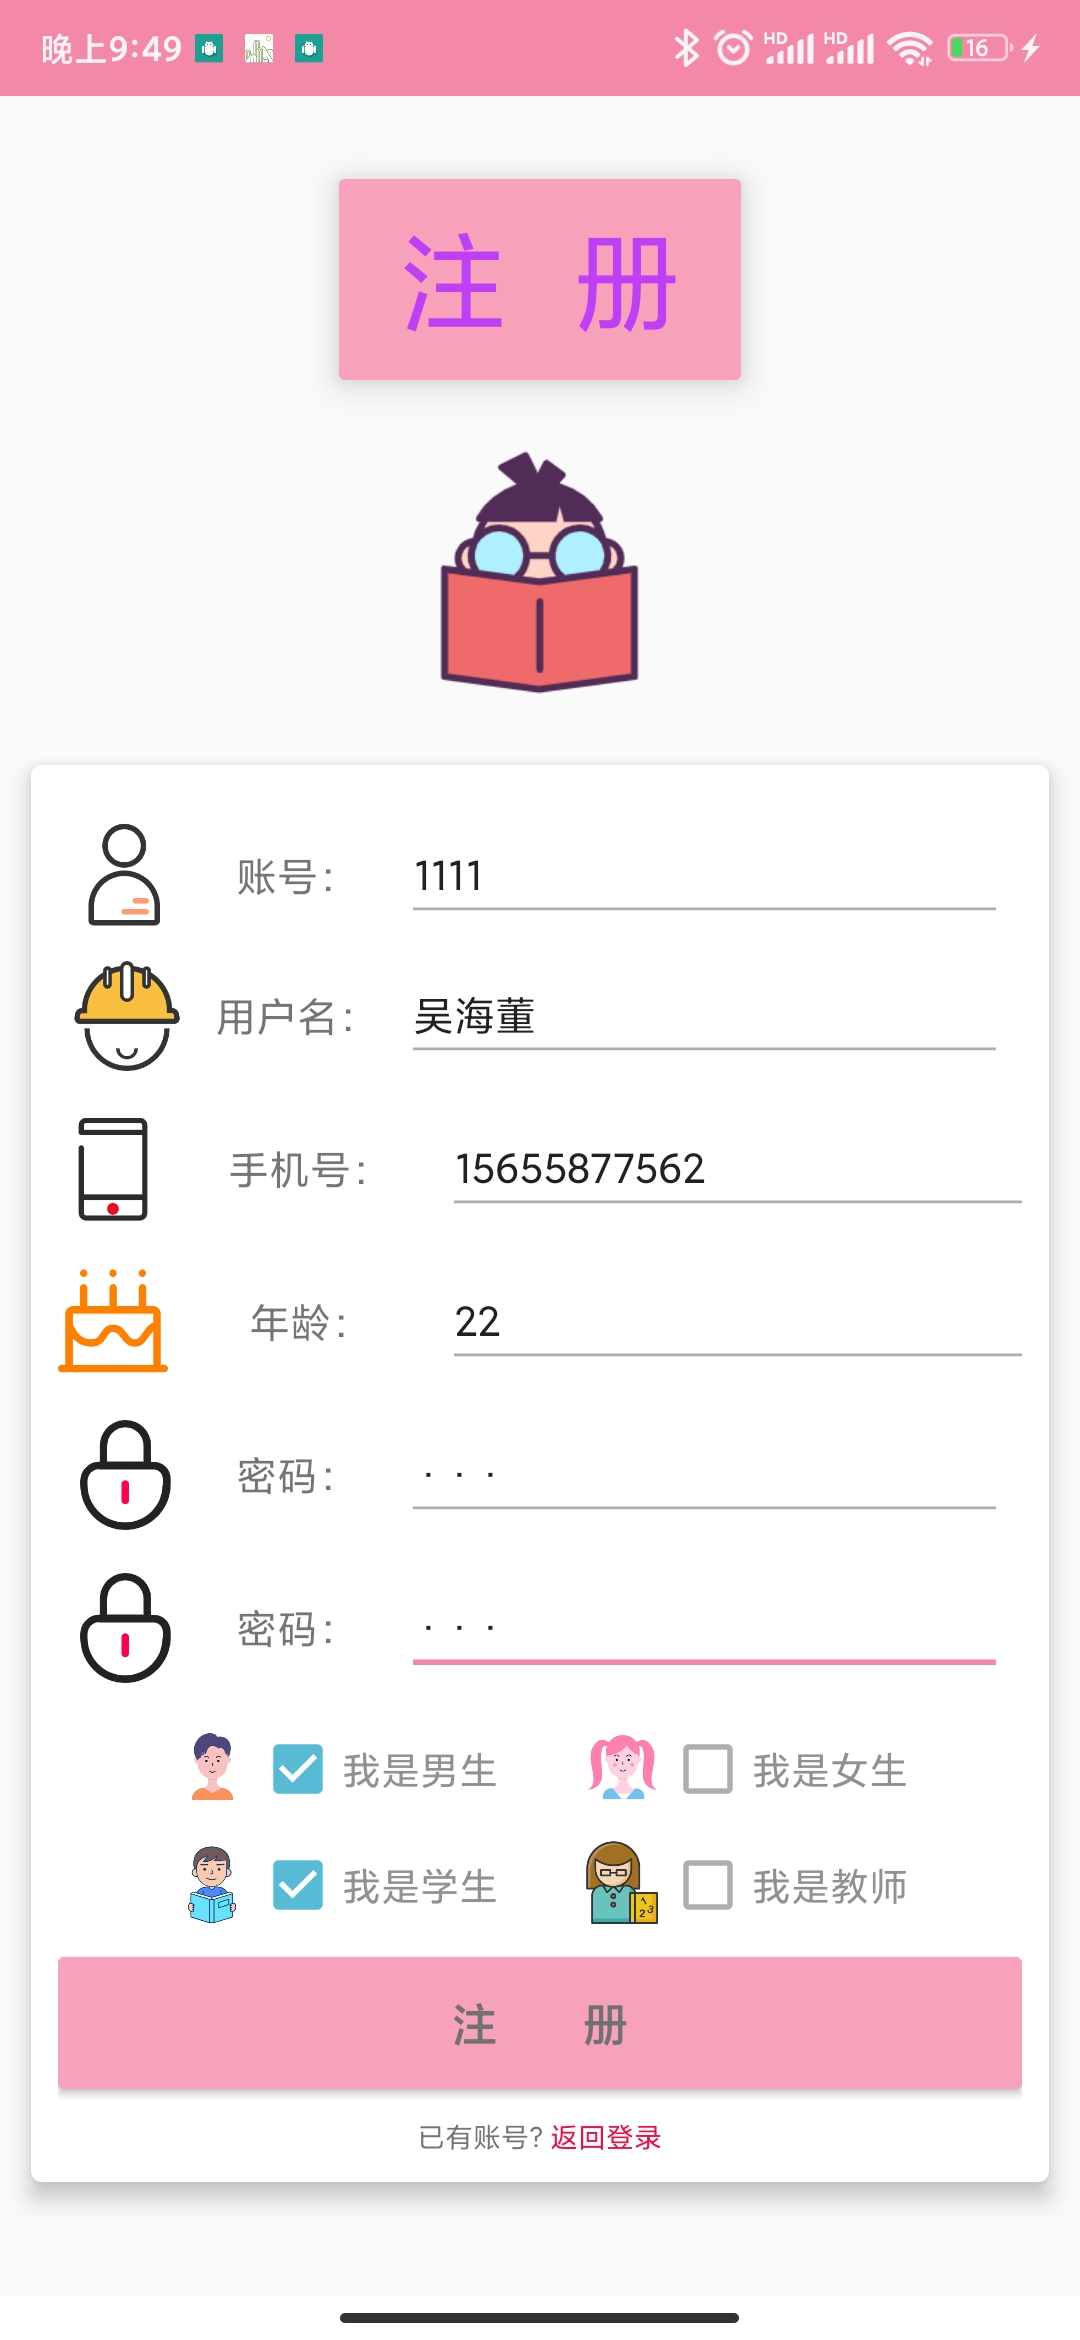 晚上9:49 HD HD 16
注 册
账号： 1111
用户名： 吴海董
手机号： 15655877562
年龄： 22
密码： · · ·
密码： · · ·
我是男生 我是女生
我是学生 我是教师
注 册
已有账号? 返回登录